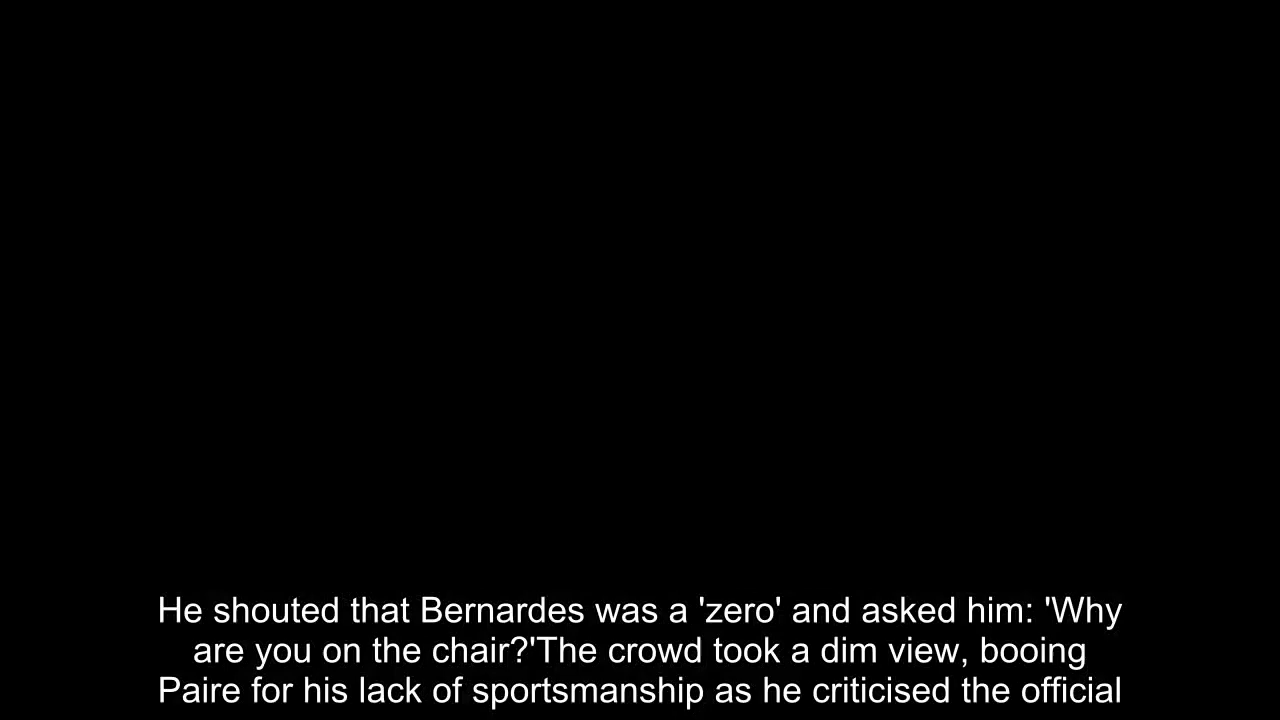 He shouted that Bernardes was a 'zero' and asked him: 'Why
are you on the chair?'The crowd took a dim view, booing
Paire for his lack of sportsmanship as he criticised the official